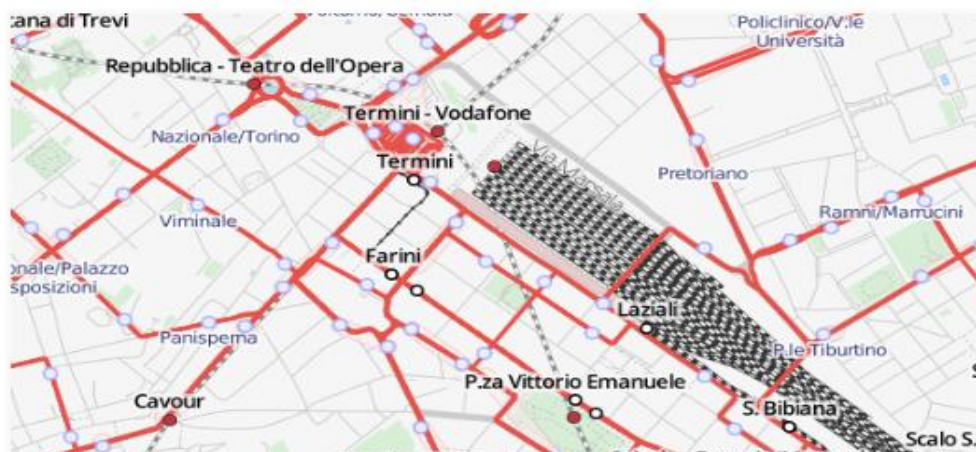 cana di Trevi
Policlinico/V.le
Università
Repubblica - Teatro dell'Opera
Termini - Vodafone
Nazionale/Torino
Via Marsala
Termini
Pretoriano
Viminale
Ramni/Marrucini
Farini
onale/Palazzo
sposizioni
Laziali
Panisperna
P.le Tiburtino
P.za Vittorio Emanuele
Cavour
S. Bibiana
Scalo S.